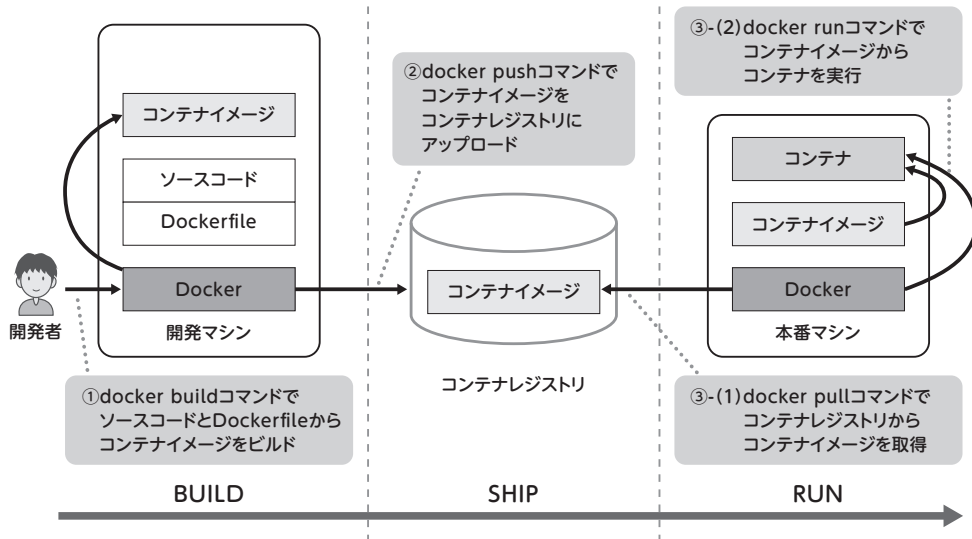 ③-(2)docker runコマンドで
コンテナイメージから
コンテナを実行
②docker pushコマンドで
コンテナイメージを
コンテナレジストリに
アップロード
コンテナイメージ
ソースコード
Dockerfile
Docker
開発マシン
開発者
コンテナイメージ
コンテナレジストリ
コンテナ
コンテナイメージ
Docker
本番マシン
①docker buildコマンドで
ソースコードとDockerfileから
コンテナイメージをビルド
③-(1)docker pullコマンドで
コンテナレジストリから
コンテナイメージを取得
BUILD
SHIP
RUN